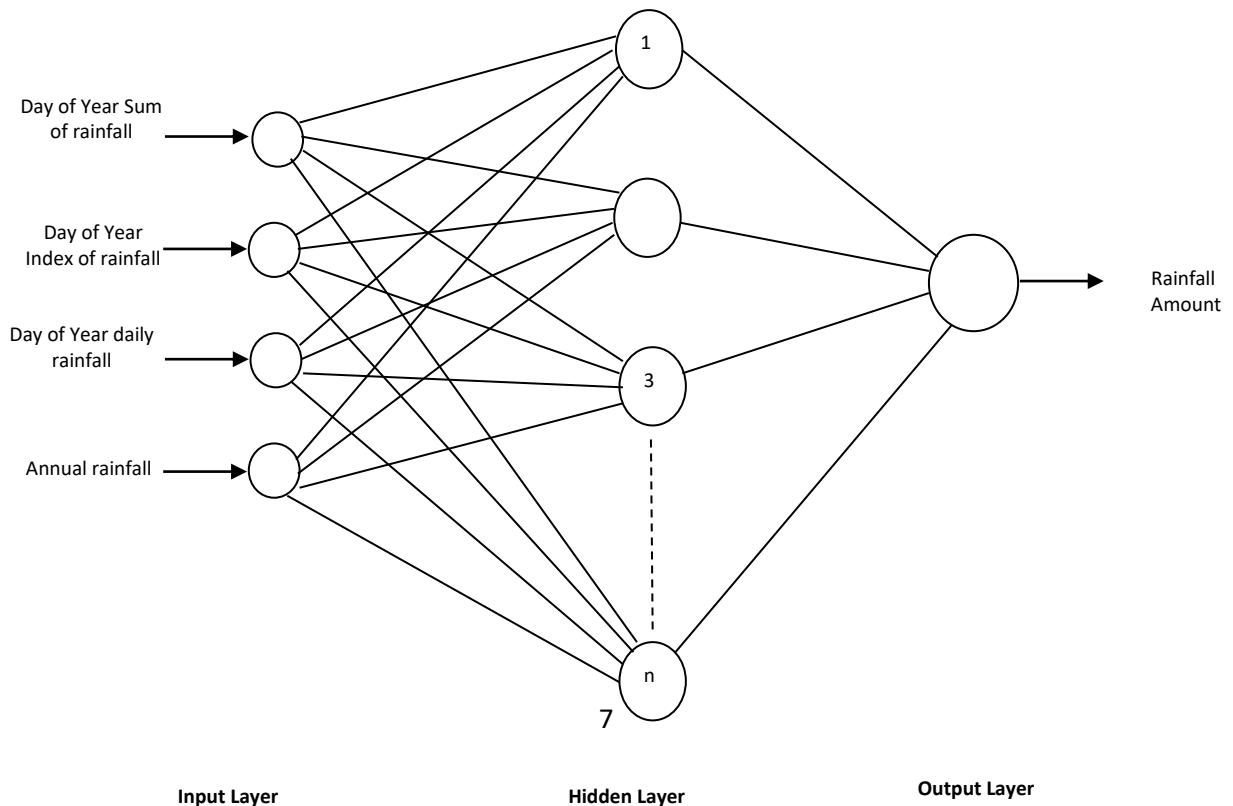 1
Day of Year Sum
of rainfall
Day of Year
Index of rainfall
Day of Year daily
rainfall
Annual rainfall
3
n
7
Rainfall
Amount
Input Layer
Hidden Layer
Output Layer